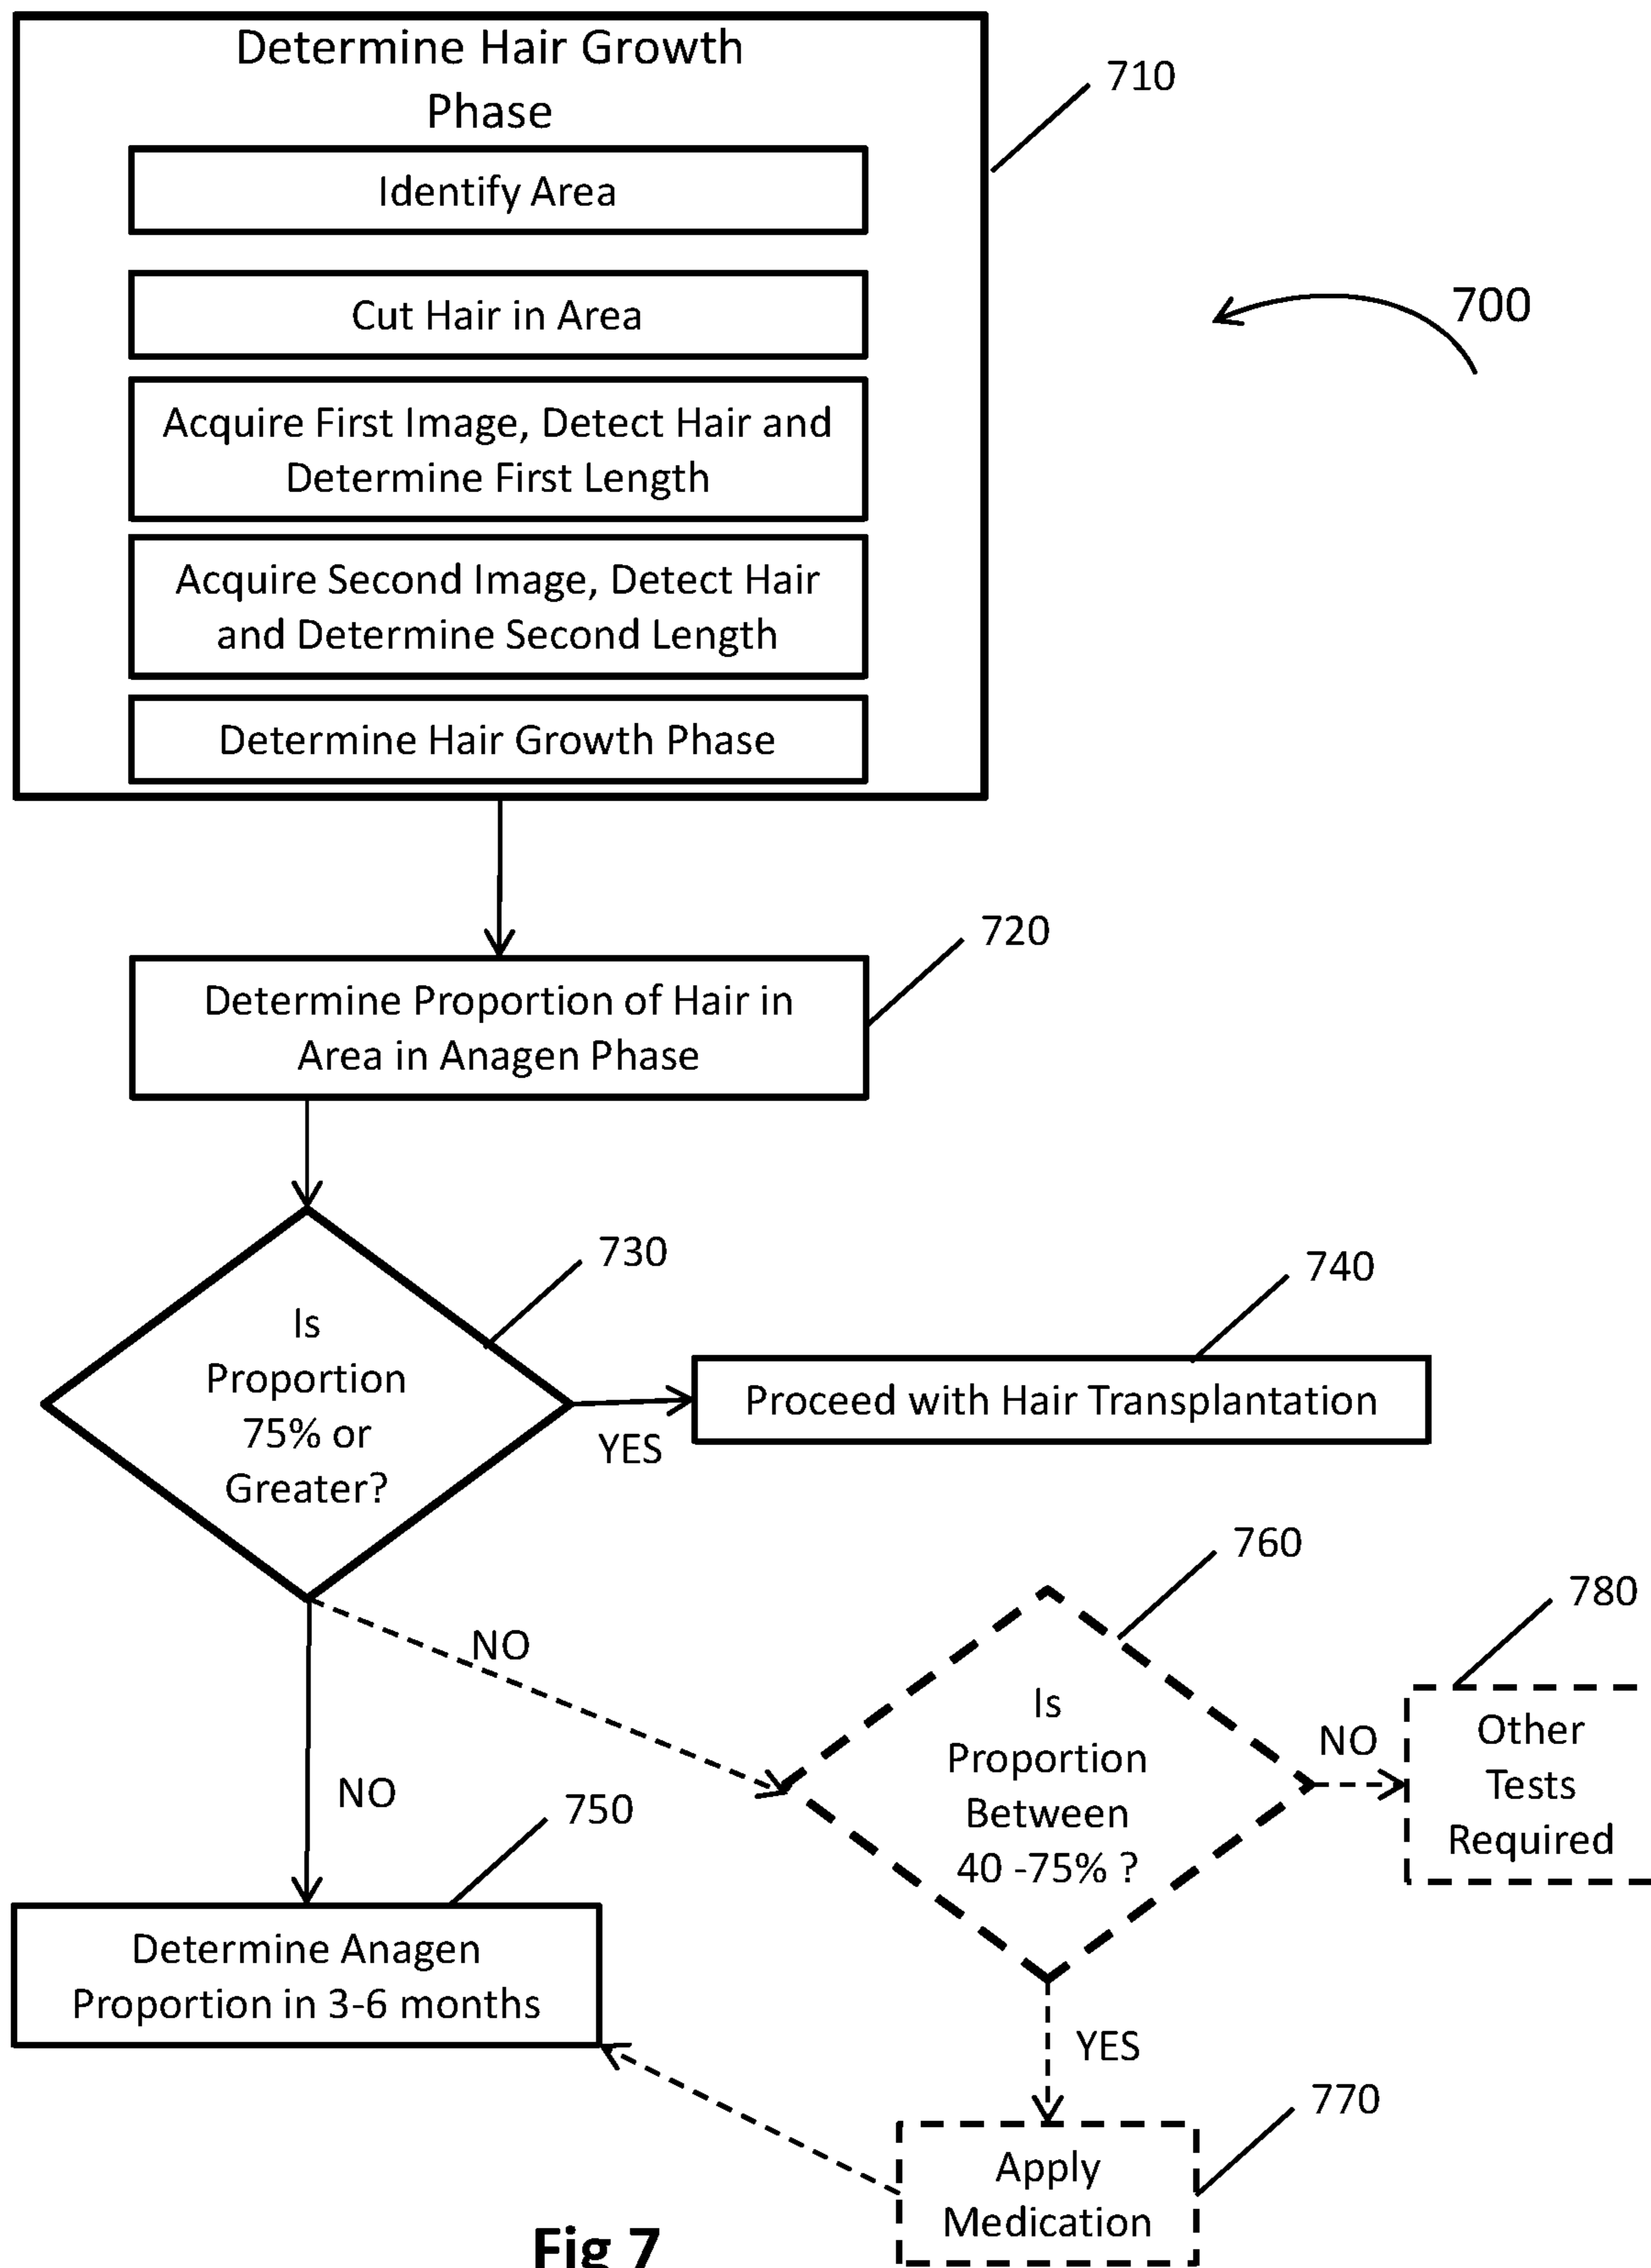 Determine Hair Growth
Phase
710
Identify Area
Cut Hair in Area
700
Acquire First Image, Detect Hair and
Determine First Length
Acquire Second Image, Detect Hair
and Determine Second Length
Determine Hair Growth Phase
720
Determine Proportion of Hair in
Area in Anagen Phase
730
740
Is
Proportion
75% or
Greater?
YES
Proceed with Hair Transplantation
760
780
NO
Is
Proportion
Between
40 -75% ?
NO
Other
Tests
Required
NO
750
Determine Anagen
Proportion in 3-6 months
YES
770
Apply
Medication
Fig 7